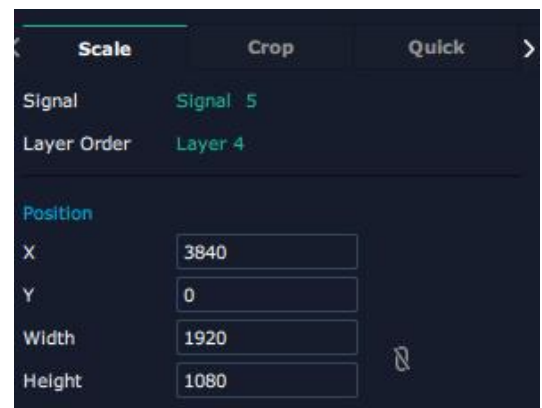 Scale Crop Quick
Signal Signal 5
Layer Order Layer 4
Position
X 3840
Y 0
Width 1920
Height 1080